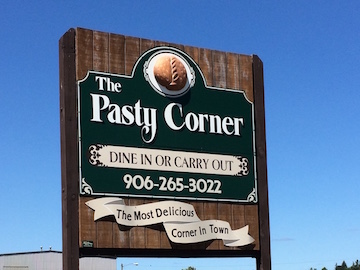 The
Pasty Corner
DINE IN OR CARRY OUT
906-265-3022
The Most Delicious
Corner In Town